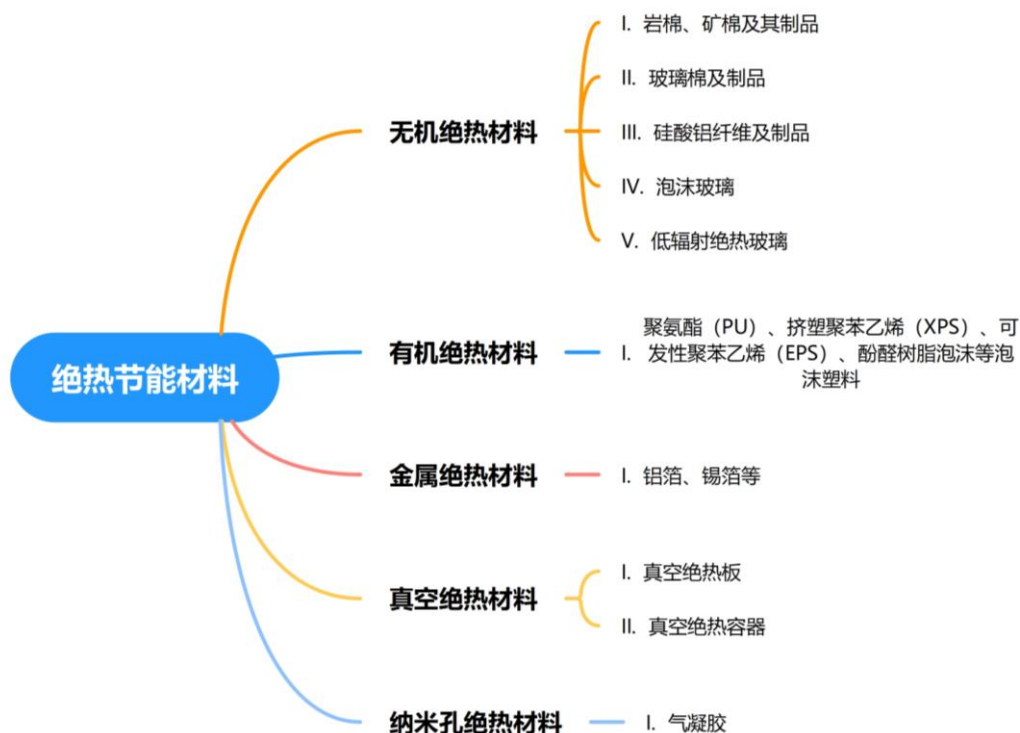 绝热节能材料
无机绝热材料
I. 岩棉、矿棉及其制品
II. 玻璃棉及制品
III. 硅酸铝纤维及制品
IV. 泡沫玻璃
V. 低辐射绝热玻璃
有机绝热材料
聚氨酯（PU）、挤塑聚苯乙烯（XPS）、可
I. 发性聚苯乙烯（EPS）、酚醛树脂泡沫等泡
沫塑料
金属绝热材料
I. 铝箔、锡箔等
真空绝热材料
I. 真空绝热板
II. 真空绝热容器
纳米孔绝热材料
I. 气凝胶